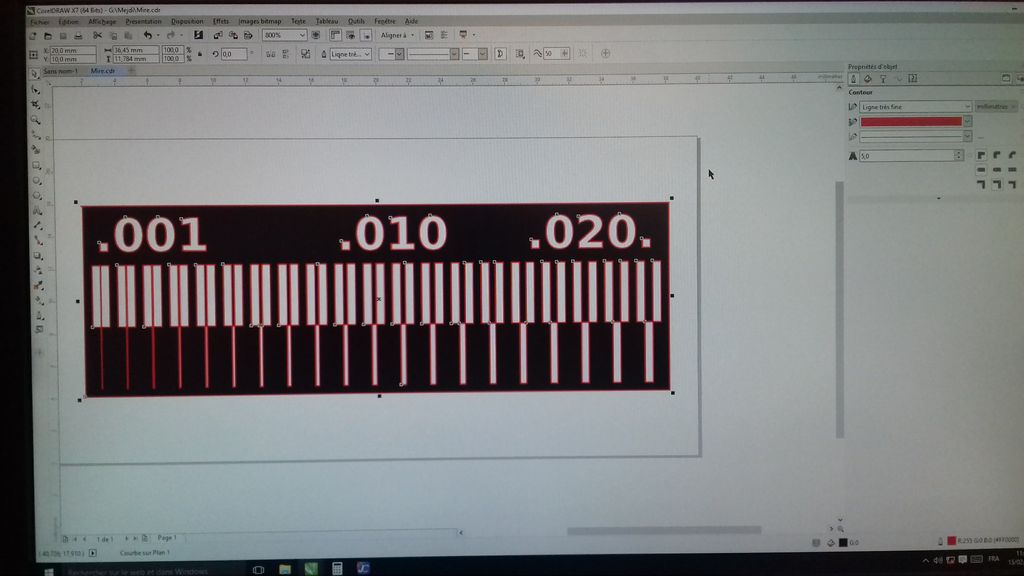 CorelDRAW X7 (64 Bits) - G:\Mejdi\Mire.cdr
Fichier Edition Affichage Présentation Disposition Effets Images bitmap Texte Tableau Outils Fenêtre Aide
800%
Aligner à
X: 20,0 mm
Y: 10,0 mm
36,45 mm
11,784 mm
100,0 %
100,0 %
0,0
Ligne trè...
50
Sans nom-1 Mire.cdr
Propriétés d'objet
Contour
Ligne très fine
millimètres
5,0
.001 .010 .020.
1 de 1
Page 1
Courbe sur Plan 1
R:255 G:0 B:0 (#FF0000)
Rechercher sur le web et dans Windows
FRA